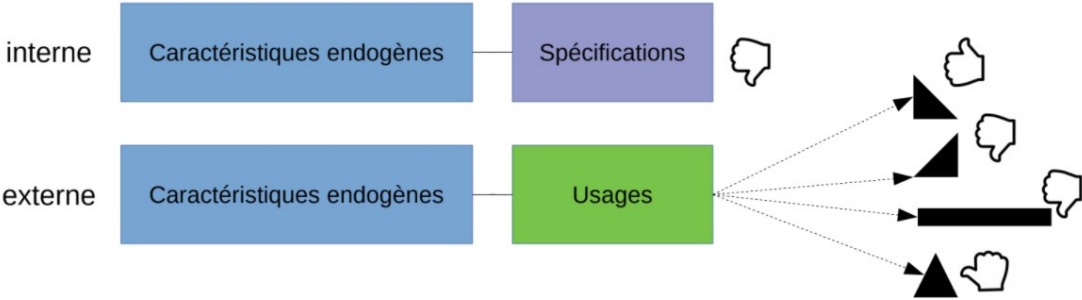 interne
Caractéristiques endogènes
Spécifications
externe
Caractéristiques endogènes
Usages